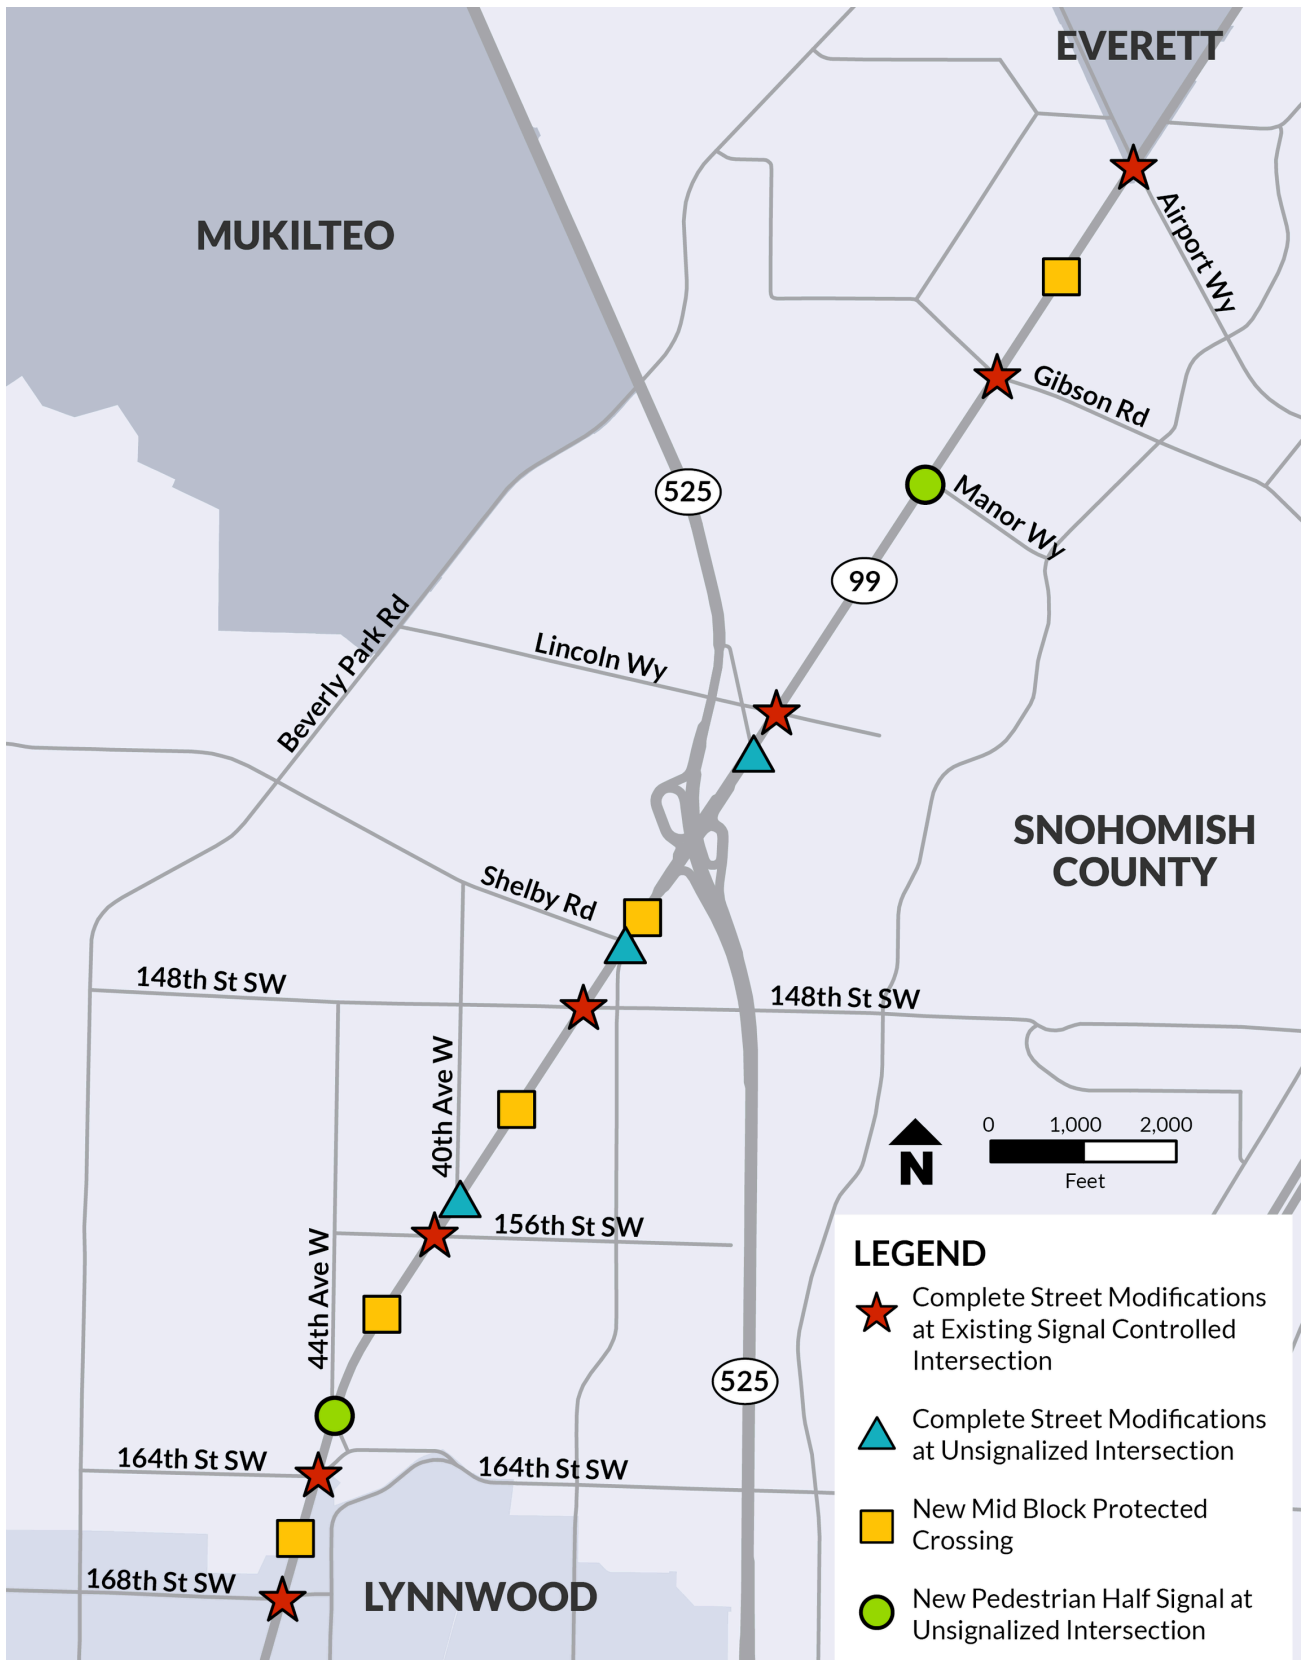 EVERETT
MUKILTEO
Airport Wy
Gibson Rd
525
Manor Wy
99
Beverly Park Rd
Lincoln Wy
SNOHOMISH
COUNTY
Shelby Rd
148th St SW
148th St SW
40th Ave W
0 1,000 2,000
Feet
N
156th St SW
44th Ave W
525
164th St SW
164th St SW
168th St SW
LYNNWOOD
LEGEND
Complete Street Modifications
at Existing Signal Controlled
Intersection
Complete Street Modifications
at Unsignalized Intersection
New Mid Block Protected
Crossing
New Pedestrian Half Signal at
Unsignalized Intersection